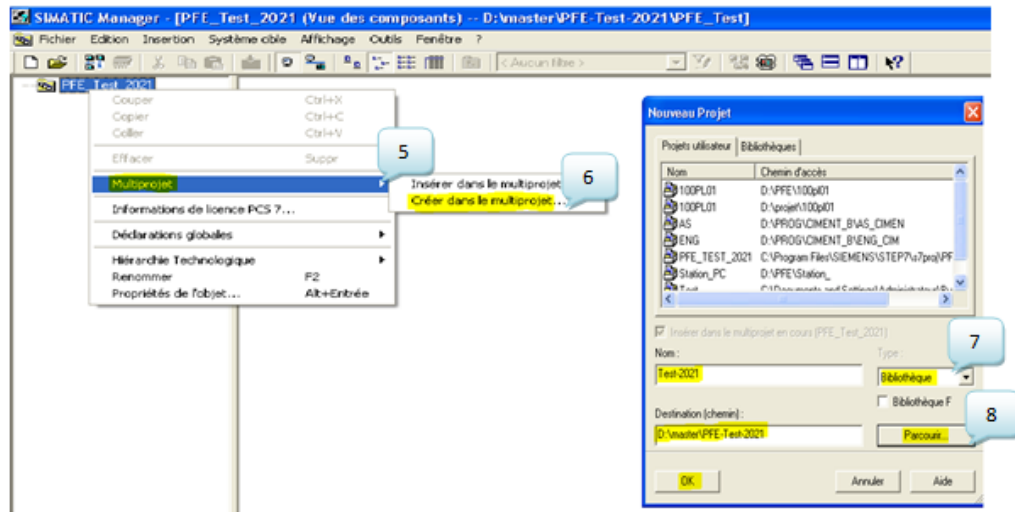 SIMATIC Manager - [PFE_Test_2021 (Vue des composants) -- D:\master\PFE-Test-2021\PFE_Test]
Fichier Edition Insertion Système cible Affichage Outils Fenêtre ?
< Aucun filtre >
PFE_Test_2021
Couper Ctrl+X
Copier Ctrl+C
Coller Ctrl+V
Effacer Suppr
Multiprojet
Informations de licence PCS 7...
Déclarations globales
Hiérarchie Technologique
Renommer F2
Propriétés de l'objet... Alt+Entrée
5
Insérer dans le multiprojet
Créer dans le multiprojet...
6
Nouveau Projet
Projets utilisateur Bibliothèques
Nom Chemin d'accès
100PL01 D:\PFE\100pl01
100PL01 D:\projet\100pl01
AS D:\PROG\CIMENT_B\AS_CIMEN
ENG D:\PROG\CIMENT_B\ENG_CIM
PFE_TEST_2021 C:\Program Files\SIEMENS\STEP7\s7proj\PF
Station_PC D:\PFE\Station_
Insérer dans le multiprojet en cours (PFE_Test_2021)
Nom : Type :
7
Test-2021 Bibliothèque
Bibliothèque F
Destination (chemin) :
8
D:\master\PFE-Test-2021 Parcourir...
OK Annuler Aide